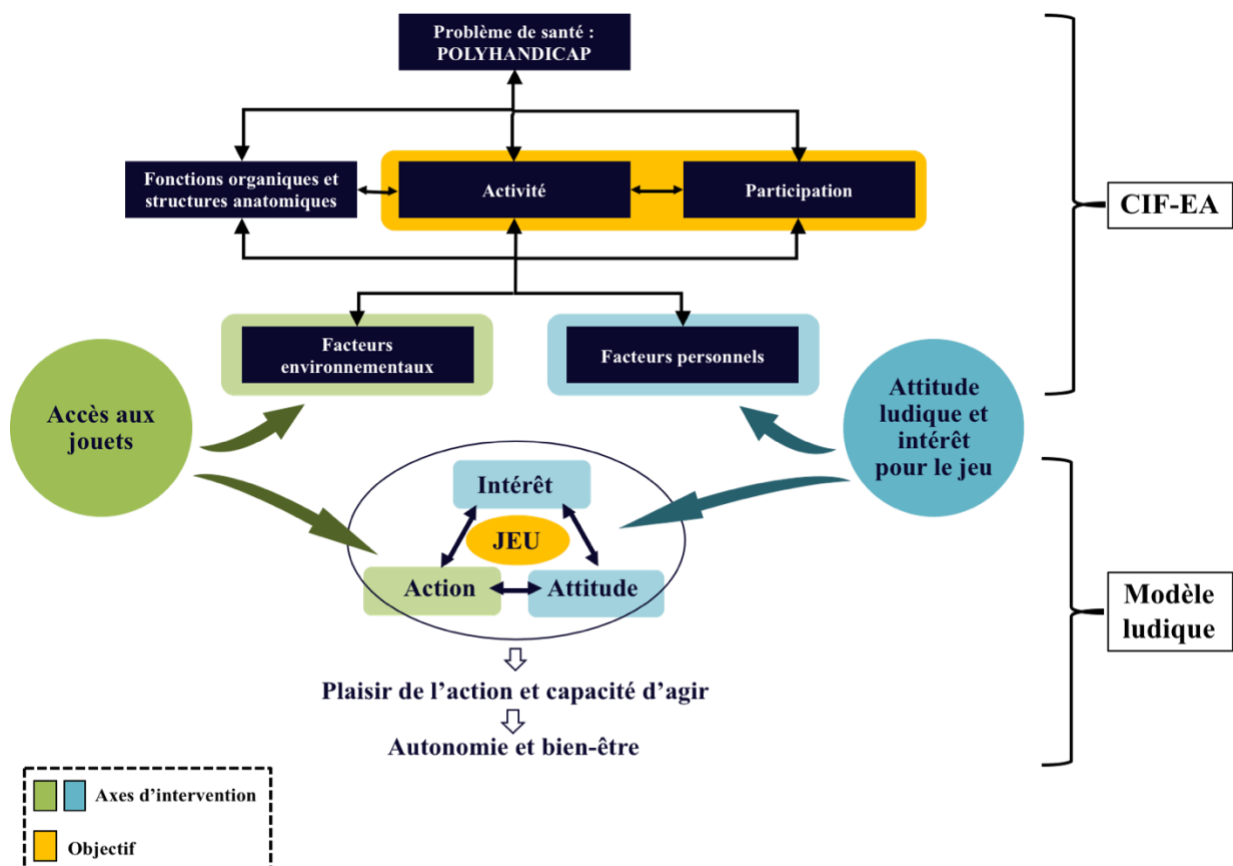 Problème de santé :
POLYHANDICAP
Fonctions organiques et
structures anatomiques
Activité
Participation
CIF-EA
Facteurs
environnementaux
Facteurs personnels
Accès aux
jouets
Attitude
ludique et
intérêt
pour le jeu
Intérêt
JEU
Action
Attitude
Modèle
ludique
Plaisir de l’action et capacité d’agir
Autonomie et bien-être
Axes d’intervention
Objectif